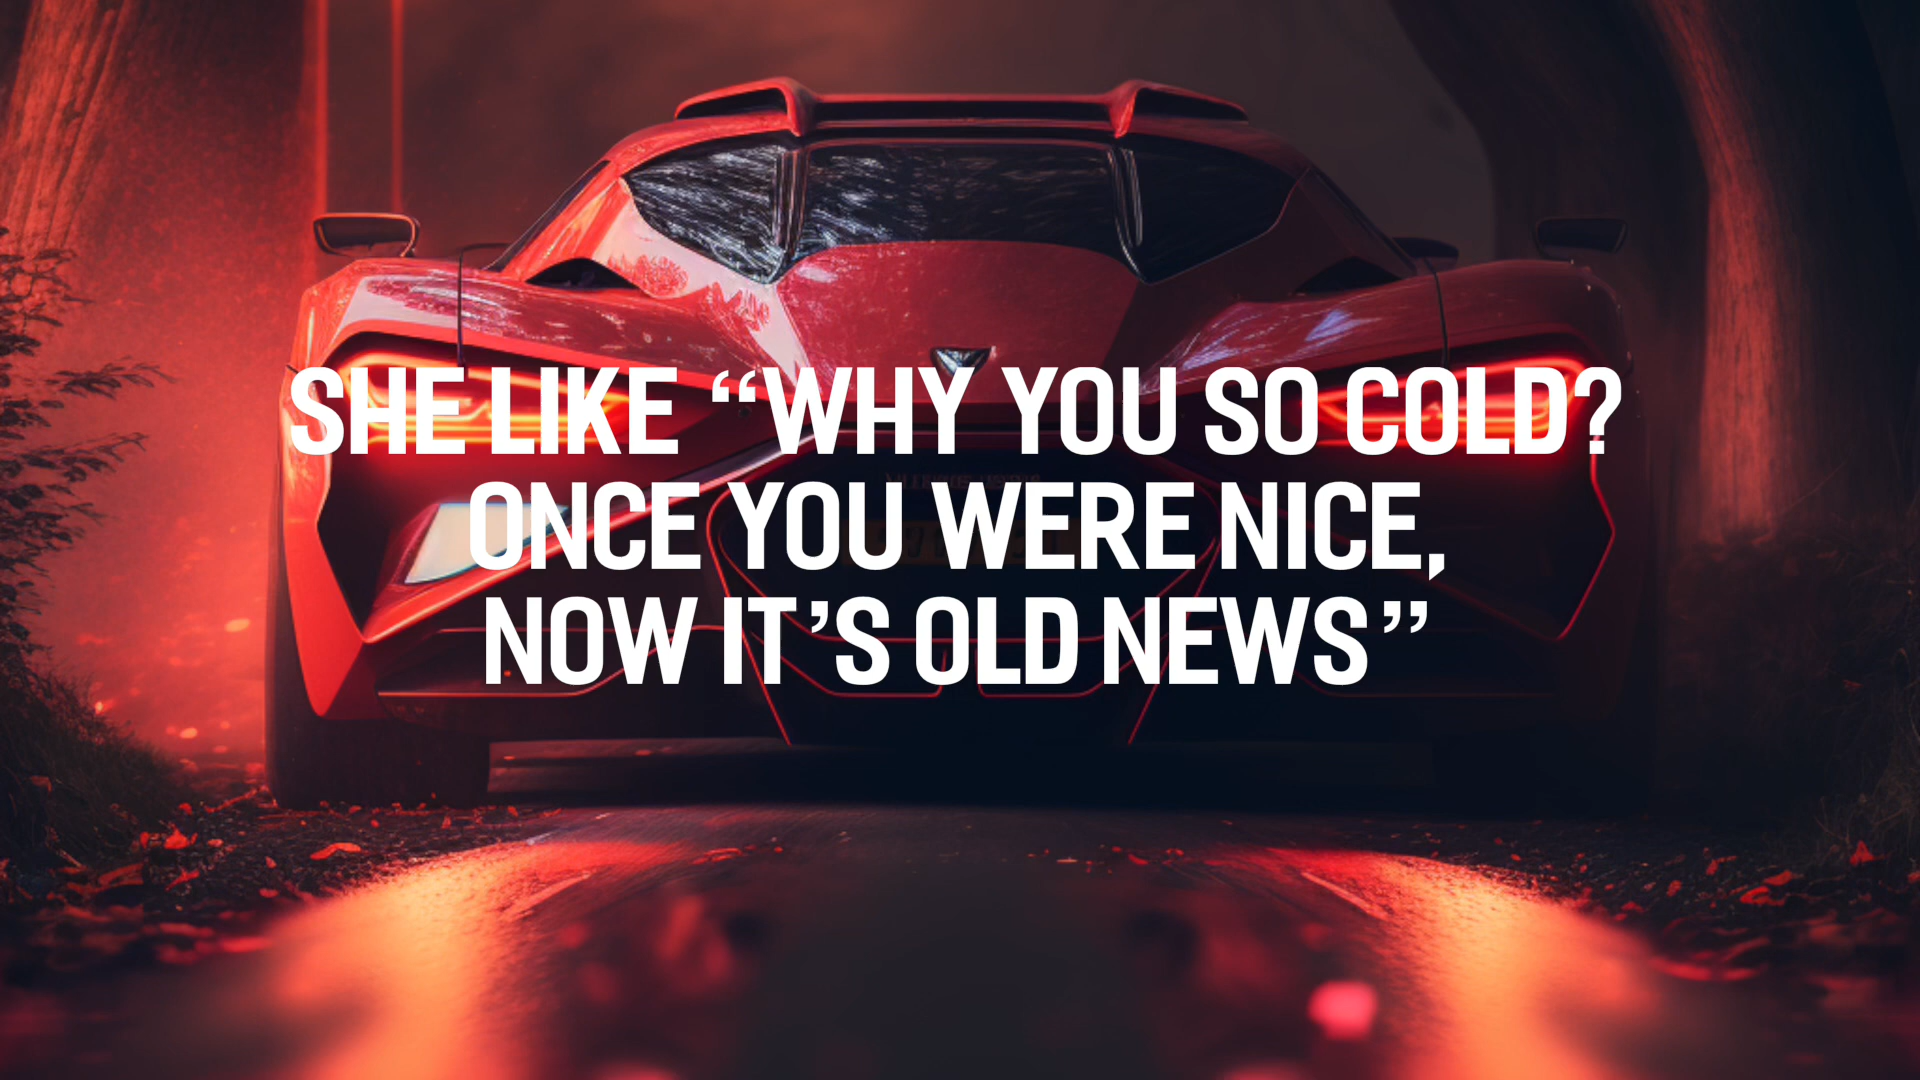 SHE LIKE “WHY YOU SO COLD?
ONCE YOU WERE NICE,
NOW IT’S OLD NEWS”